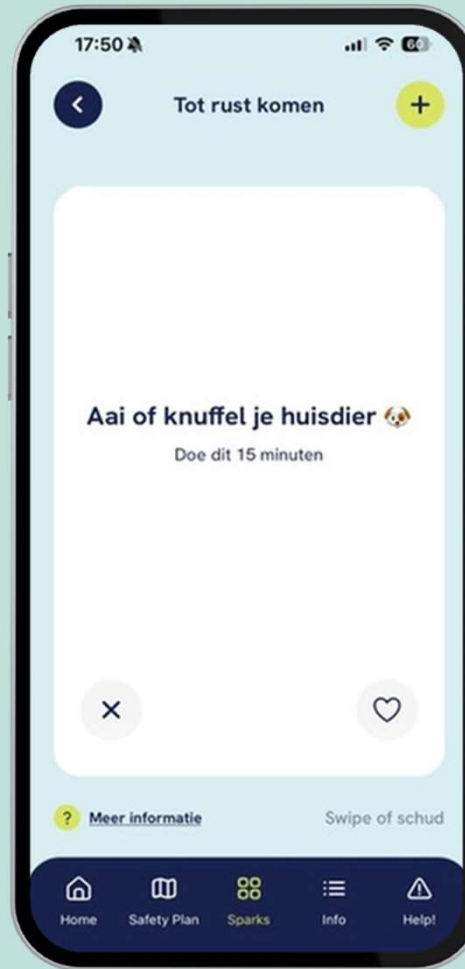 17:50
60
Tot rust komen
Aai of knuffel je huisdier 🐶
Doe dit 15 minuten
? Meer informatie
Swipe of schud
Home
Safety Plan
Sparks
Info
Help!